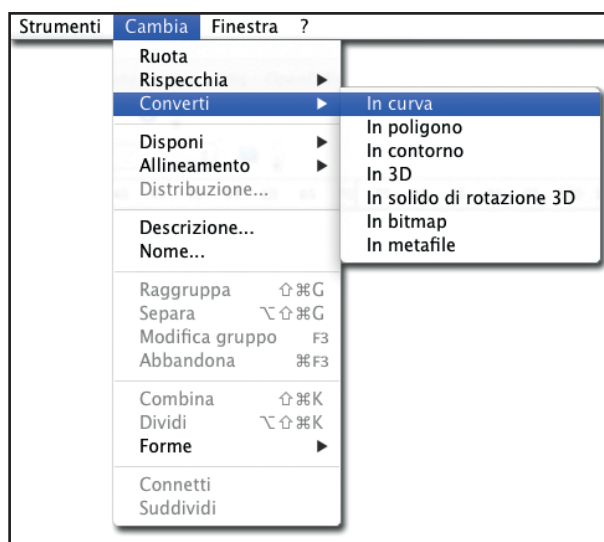 Strumenti Cambia Finestra ?
Ruota
Rispecchia
Converti
In curva
In poligono
In contorno
In 3D
In solido di rotazione 3D
In bitmap
In metafile
Disponi
Allineamento
Distribuzione...
Descrizione...
Nome...
Raggruppa ⇧⌘G
Separa ⌥⇧⌘G
Modifica gruppo F3
Abbandona ⌘F3
Combina ⇧⌘K
Dividi ⌥⇧⌘K
Forme
Connetti
Suddividi